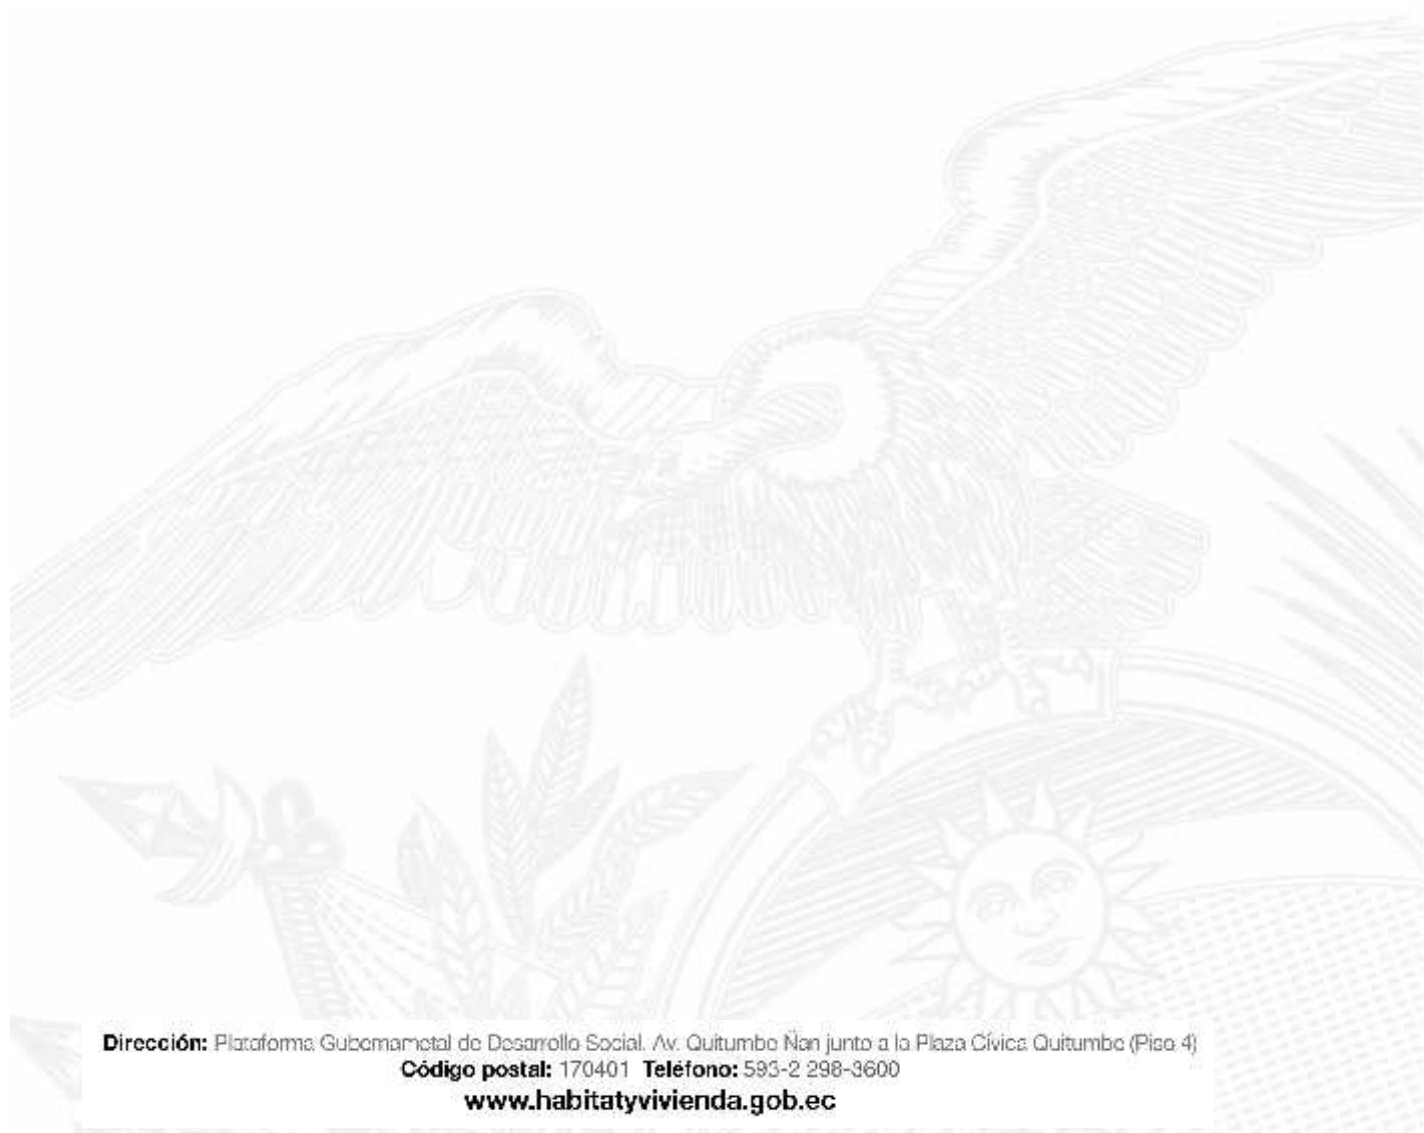 Dirección: Plataforma Gubernametal de Desarrollo Social. Av. Quitumbe Ñan junto a la Plaza Cívica Quitumbe (Piso 4)
Código postal: 170401 Teléfono: 593-2 298-3600
www.habitatyvivienda.gob.ec